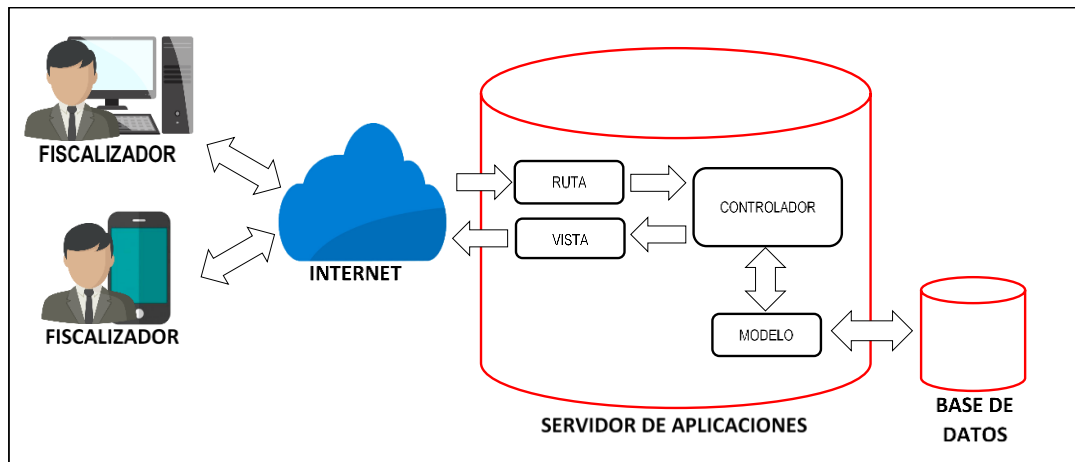 FISCALIZADOR
FISCALIZADOR
INTERNET
RUTA
VISTA
CONTROLADOR
MODELO
SERVIDOR DE APLICACIONES
BASE DE
DATOS